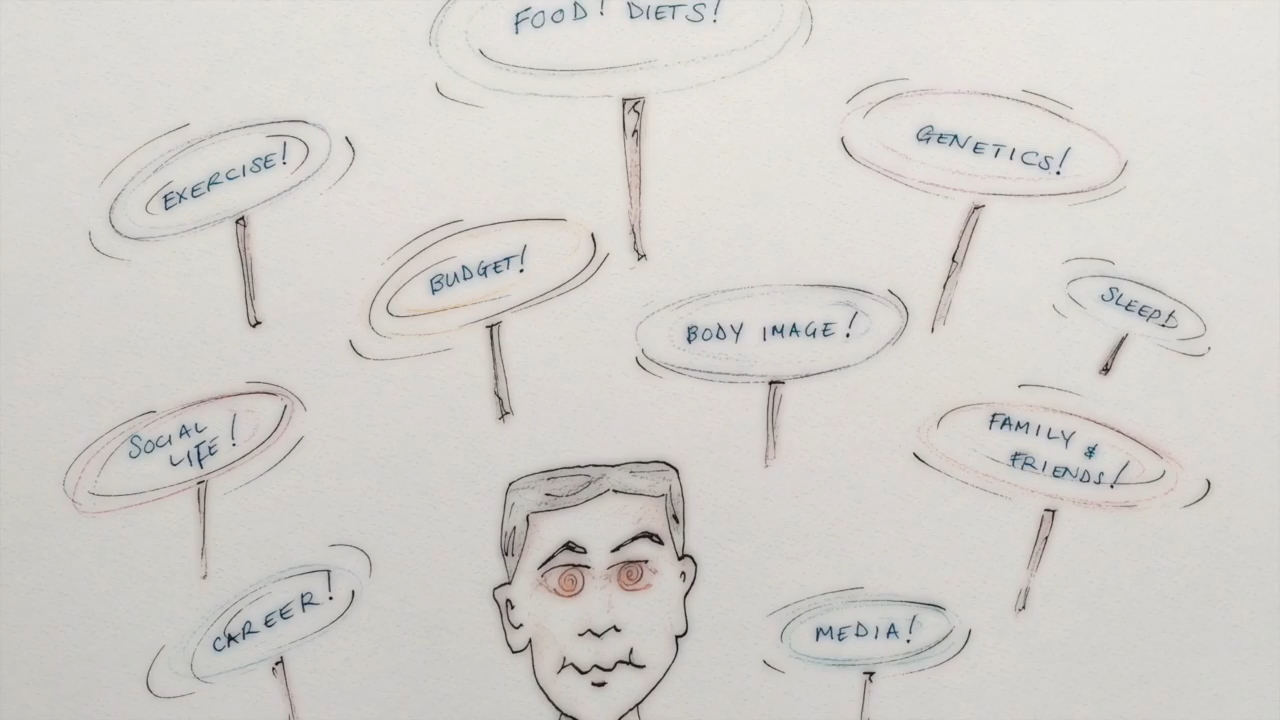 FOOD! DIETS!
EXERCISE!
GENETICS!
BUDGET!
BODY IMAGE!
SLEEP!
SOCIAL
LIFE!
FAMILY &
FRIENDS!
CAREER!
MEDIA!